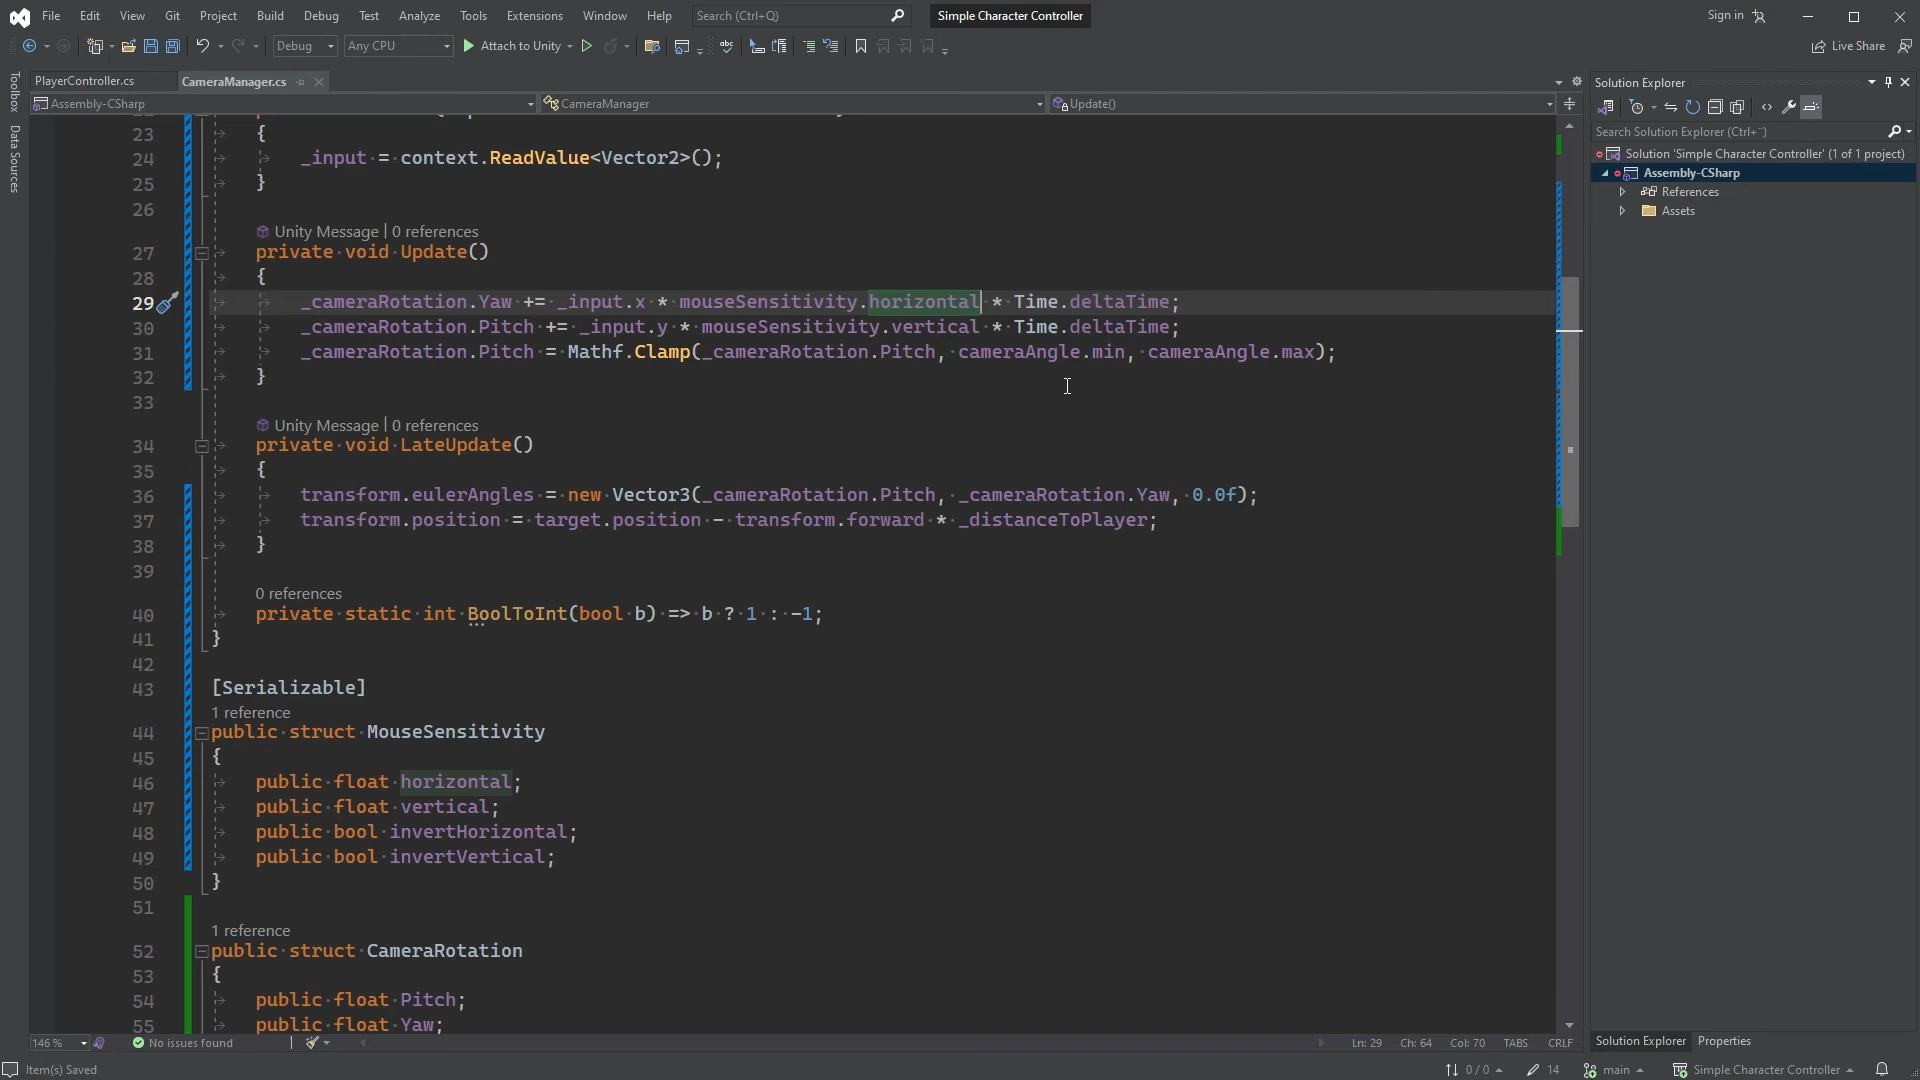 File Edit View Git Project Build Debug Test Analyze Tools Extensions Window Help Search (Ctrl+Q) Simple Character Controller Sign in
Debug Any CPU Attach to Unity Live Share
PlayerController.cs CameraManager.cs
Assembly-CSharp CameraManager Update()
23 {
24 _input = context.ReadValue<Vector2>();
25 }
26
Unity Message | 0 references
27 private void Update()
28 {
29 _cameraRotation.Yaw += _input.x * mouseSensitivity.horizontal * Time.deltaTime;
30 _cameraRotation.Pitch += _input.y * mouseSensitivity.vertical * Time.deltaTime;
31 _cameraRotation.Pitch = Mathf.Clamp(_cameraRotation.Pitch, cameraAngle.min, cameraAngle.max);
32 }
33
Unity Message | 0 references
34 private void LateUpdate()
35 {
36 transform.eulerAngles = new Vector3(_cameraRotation.Pitch, _cameraRotation.Yaw, 0.0f);
37 transform.position = target.position - transform.forward * _distanceToPlayer;
38 }
39
0 references
40 private static int BoolToInt(bool b) => b ? 1 : -1;
41 }
42
43 [Serializable]
1 reference
44 public struct MouseSensitivity
45 {
46 public float horizontal;
47 public float vertical;
48 public bool invertHorizontal;
49 public bool invertVertical;
50 }
51
1 reference
52 public struct CameraRotation
53 {
54 public float Pitch;
55 public float Yaw;
146 % No issues found Ln: 29 Ch: 64 Col: 70 TABS CRLF
Toolbox
Data Sources
Solution Explorer
Search Solution Explorer (Ctrl+¨)
Solution 'Simple Character Controller' (1 of 1 project)
Assembly-CSharp
References
Assets
Solution Explorer Properties
Item(s) Saved 0 / 0 14 main Simple Character Controller